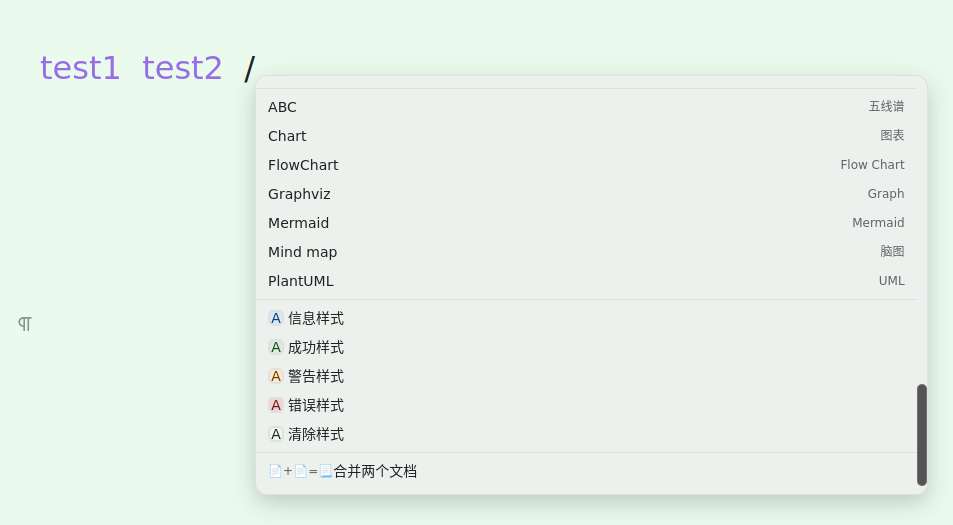 test1 test2 /
ABC 五线谱
Chart 图表
FlowChart Flow Chart
Graphviz Graph
Mermaid Mermaid
Mind map 脑图
PlantUML UML
¶
A 信息样式
A 成功样式
A 警告样式
A 错误样式
A 清除样式
📄+📄=📃合并两个文档